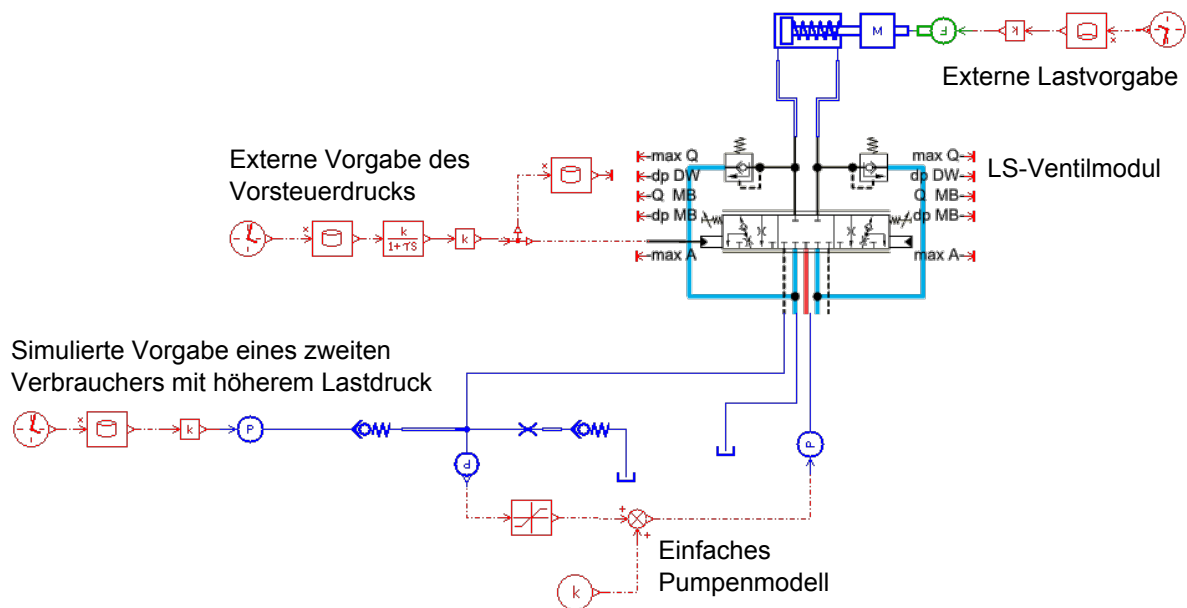 M
F
k
x
Externe Lastvorgabe
Externe Vorgabe des
Vorsteuerdrucks
x
max Q
dp DW
Q MB
dp MB
max A
max Q
dp DW
Q MB
dp MB
max A
LS-Ventilmodul
x
k
1+τs
k
Simulierte Vorgabe eines zweiten
Verbrauchers mit höherem Lastdruck
x
k
P
P
P
+
+
k
Einfaches
Pumpenmodell